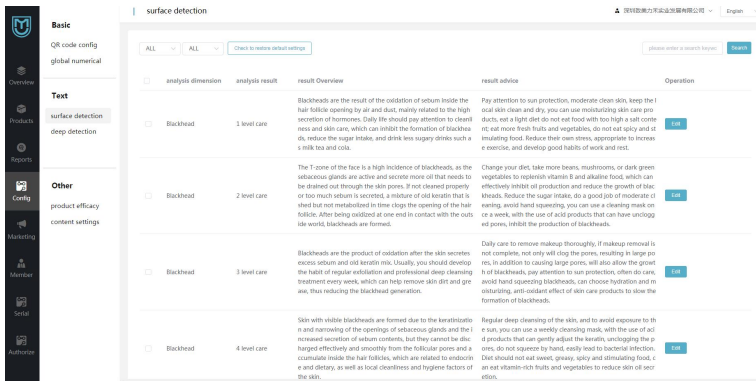 surface detection
English
Basic
QR code config
global numerical
Text
surface detection
deep detection
Other
product efficacy
content settings
Overview
Products
Reports
Config
Marketing
Member
Serial
Authorize
ALL
ALL
Check to restore default settings
please enter a search keyword
Search
analysis dimension
analysis result
result Overview
result advice
Operation
Blackhead
1 level care
Blackheads are the result of the oxidation of sebum inside the
hair follicle opening by air and dust, mainly related to the high
secretion of hormones. Daily life should pay attention to cleanli
ness and skin care, which can inhibit the formation of blackhea
ds, reduce the sugar intake, and drink less sugary drinks such a
s milk tea and cola.
Pay attention to sun protection, moderate clean skin, keep the l
ocal skin clean and dry, you can use moisturizing skin care pro
ducts, eat a light diet do not eat food with too high a salt conte
nt; eat more fresh fruits and vegetables, do not eat spicy and st
imulating food. Reduce their own stress, appropriate to increas
e exercise, and develop good habits of work and rest.
Edit
Blackhead
2 level care
The T-zone of the face is a high incidence of blackheads, as the
sebaceous glands are active and secrete more oil that needs to
be drained out through the skin pores. If not cleaned properly
or too much sebum is secreted, a mixture of old keratin that is
shed but not metabolized in time clogs the opening of the hair
follicle. After being oxidized at one end in contact with the outs
ide world, blackheads are formed.
Change your diet, take more beans, mushrooms, or dark green
vegetables to replenish vitamin B and alkaline food, which can
effectively inhibit oil production and reduce the growth of blac
kheads. Reduce the sugar intake, do a good job of moderate cl
eaning, avoid hand squeezing, you can use a cleaning mask on
ce a week, with the use of acid products that can have unclogg
ed pores, inhibit the production of blackheads.
Edit
Blackhead
3 level care
Blackheads are the product of oxidation after the skin secretes
excess sebum and old keratin mix. Usually, you should develop
the habit of regular exfoliation and professional deep cleansing
treatment every week, which can help remove skin dirt and gre
ase, thus reducing the blackhead generation.
Daily care to remove makeup thoroughly, if makeup removal is
not complete, not only will clog the pores, resulting in large po
res, in addition to causing large pores, will also allow the growt
h of blackheads, pay attention to sun protection, often do care,
avoid hand squeezing blackheads, can choose hydration and m
oisturizing, anti-oxidant effect of skin care products to slow the
formation of blackheads.
Edit
Blackhead
4 level care
Skin with visible blackheads are formed due to the keratinizatio
n and narrowing of the openings of sebaceous glands and the i
ncreased secretion of sebum contents, but they cannot be disc
harged effectively and smoothly from the follicular pores and a
ccumulate inside the hair follicles, which are related to endocrin
e and dietary, as well as local cleanliness and hygiene factors of
the skin.
Regular deep cleansing of the skin, and to avoid exposure to th
e sun, you can use a weekly cleansing mask, with the use of aci
d products that can gently adjust the keratin, unclogging the p
ores, do not squeeze by hand, easily lead to bacterial infection.
Diet should not eat sweet, greasy, spicy and stimulating food, c
an eat vitamin-rich fruits and vegetables to reduce skin oil secr
etion.
Edit